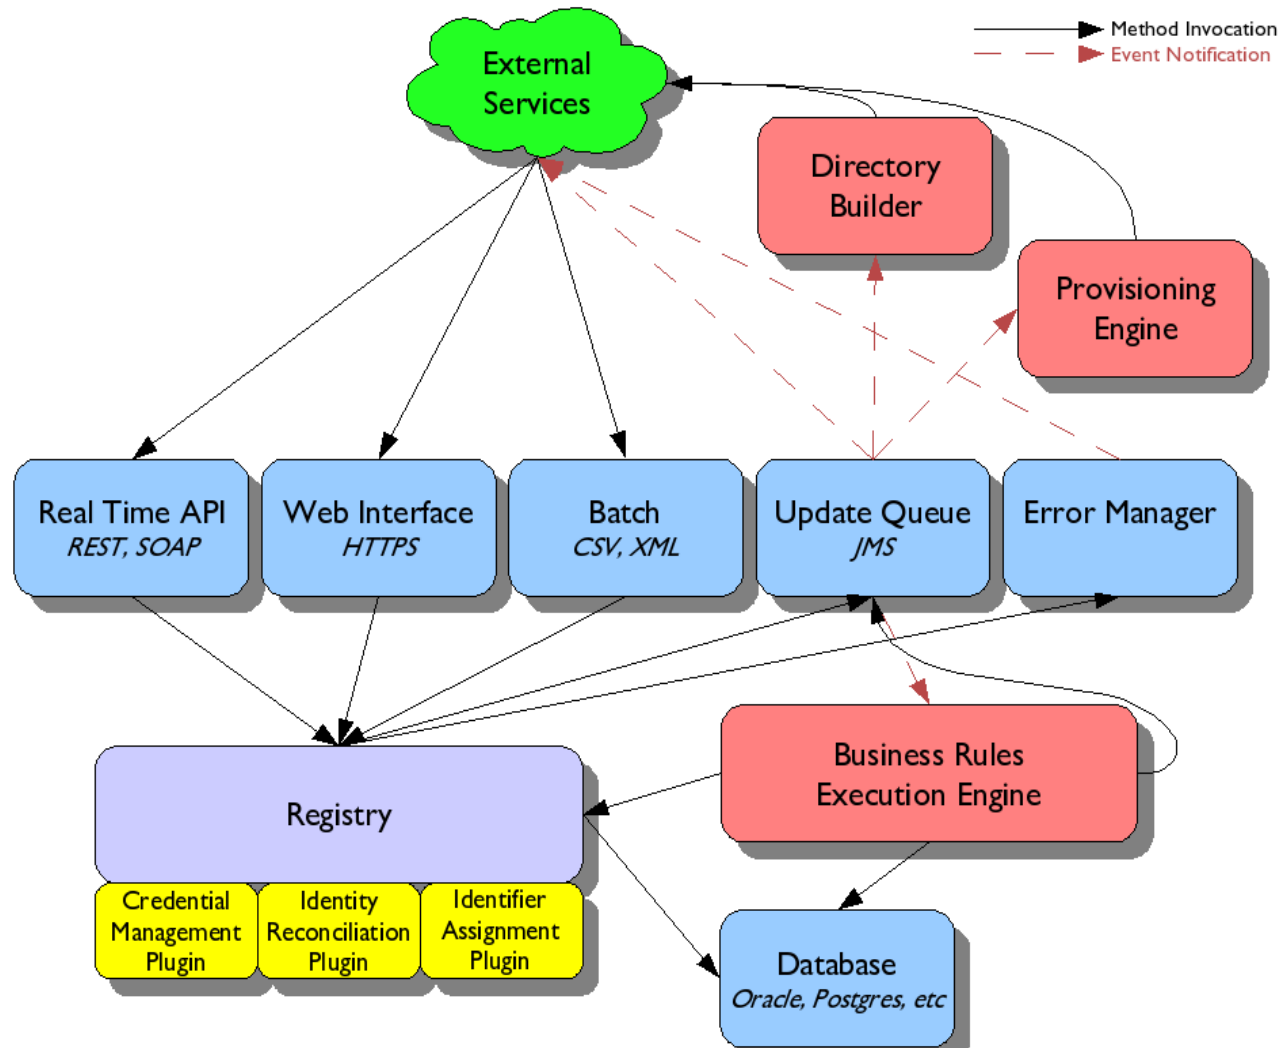 Method Invocation
Event Notification
External
Services
Directory
Builder
Provisioning
Engine
Real Time API
REST, SOAP
Web Interface
HTTPS
Batch
CSV, XML
Update Queue
JMS
Error Manager
Business Rules
Execution Engine
Registry
Credential
Management
Plugin
Identity
Reconciliation
Plugin
Identifier
Assignment
Plugin
Database
Oracle, Postgres, etc